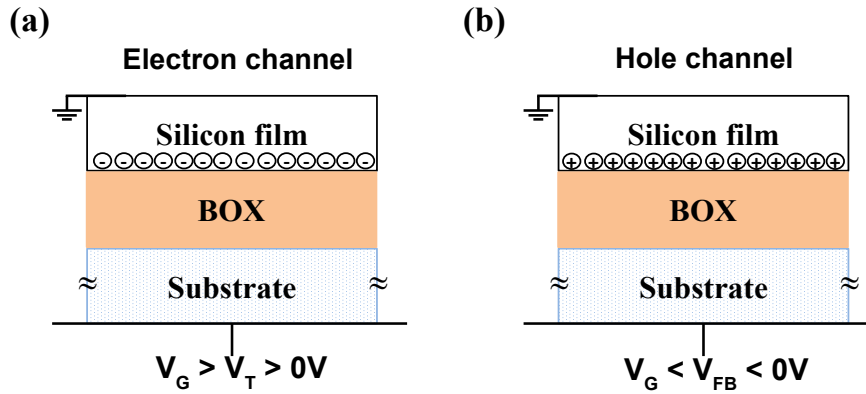 (a)
Electron channel
Silicon film
- - - - - - - - - - - - -
BOX
≈ ≈
Substrate
V_G > V_T > 0V
(b)
Hole channel
Silicon film
+ + + + + + + + + + + + +
BOX
≈ ≈
Substrate
V_G < V_FB < 0V